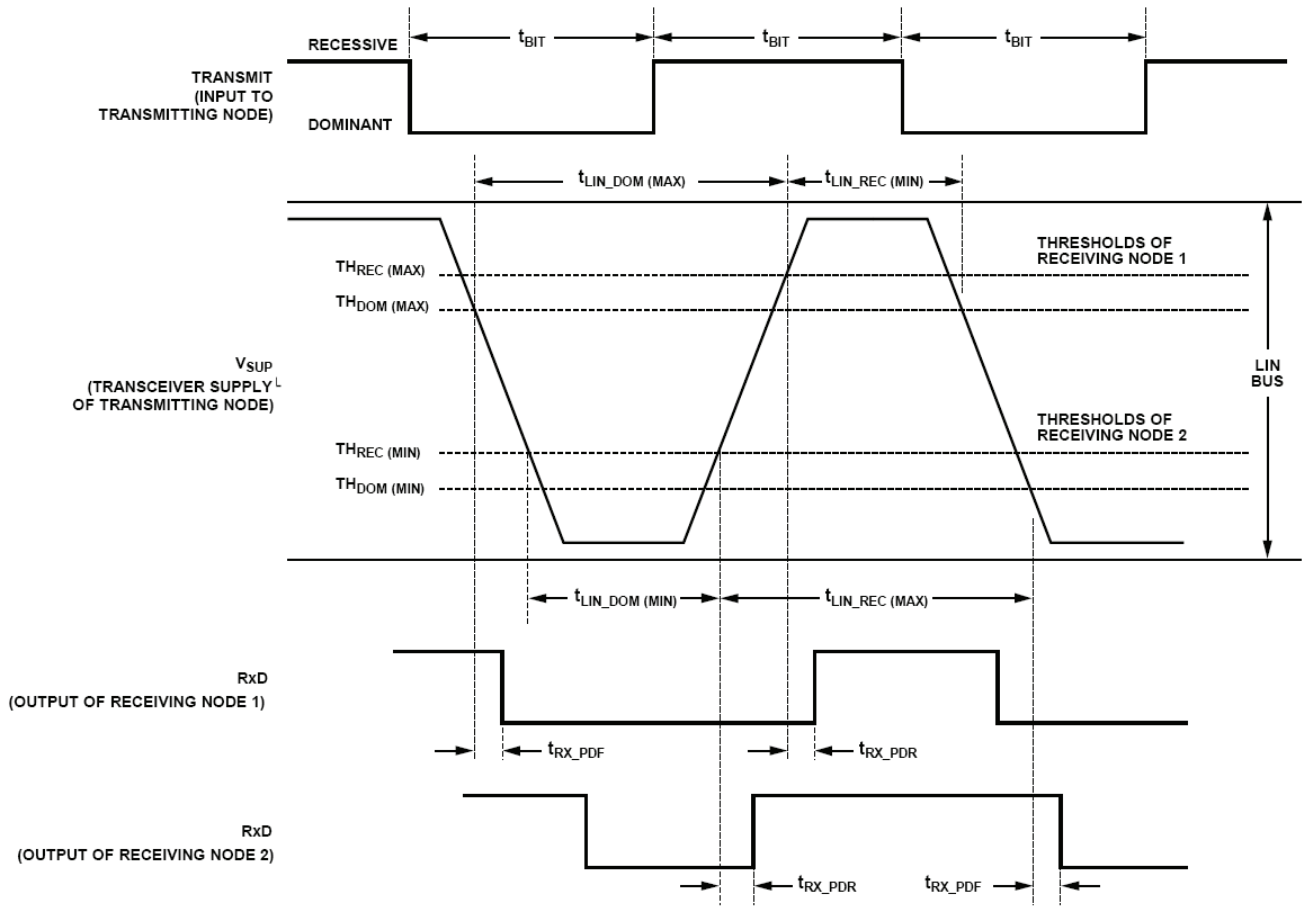 tBIT tBIT tBIT
RECESSIVE
TRANSMIT
(INPUT TO
TRANSMITTING NODE)
DOMINANT
tLIN_DOM (MAX) tLIN_REC (MIN)
THRESHOLDS OF
RECEIVING NODE 1
THREC (MAX)
THDOM (MAX)
VSUP
(TRANSCEIVER SUPPLY
OF TRANSMITTING NODE)
LIN
BUS
THRESHOLDS OF
RECEIVING NODE 2
THREC (MIN)
THDOM (MIN)
tLIN_DOM (MIN) tLIN_REC (MAX)
RxD
(OUTPUT OF RECEIVING NODE 1)
tRX_PDF tRX_PDR
RxD
(OUTPUT OF RECEIVING NODE 2)
tRX_PDR tRX_PDF